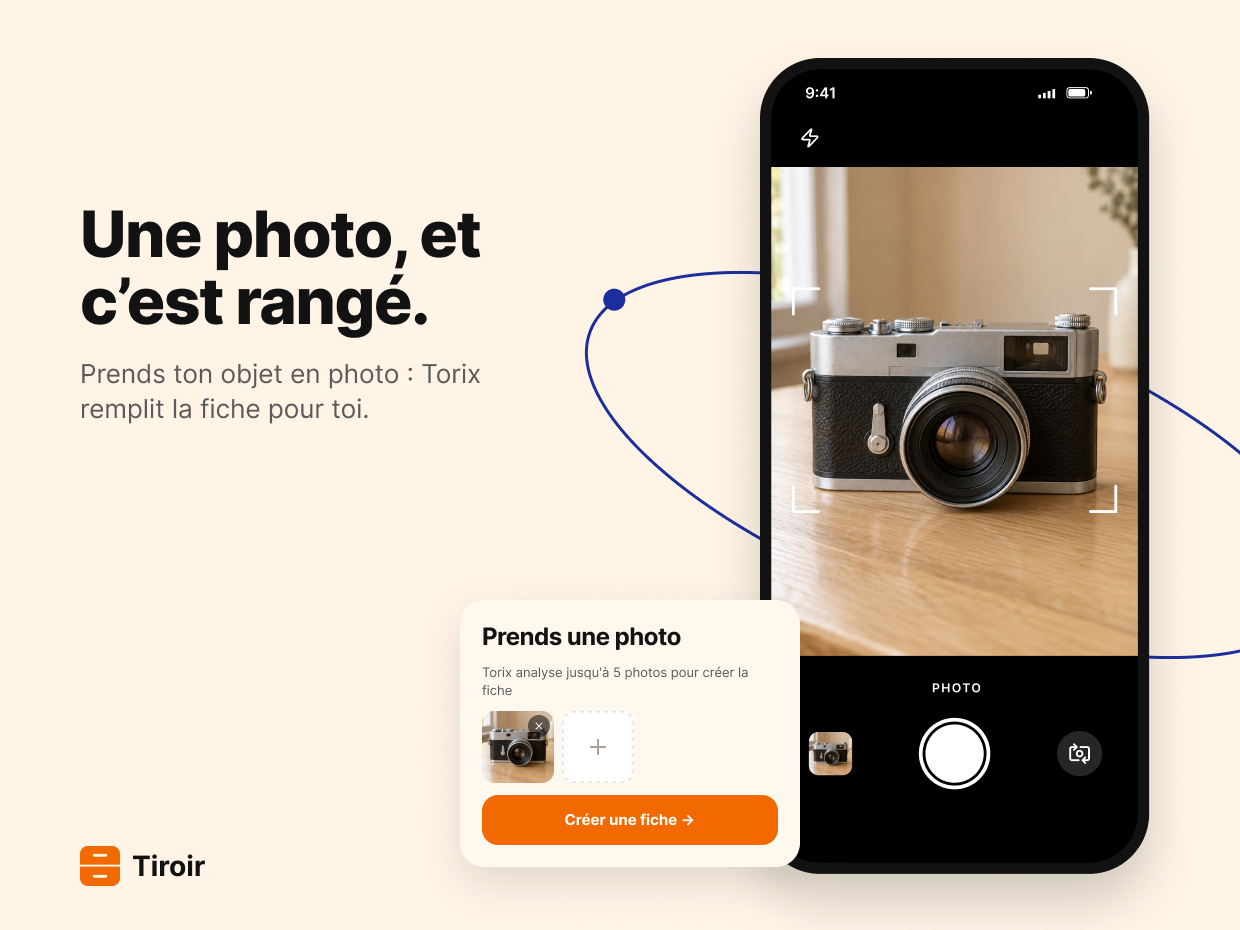 Une photo, et
c’est rangé.
Prends ton objet en photo : Torix
remplit la fiche pour toi.
9:41
PHOTO
Prends une photo
Torix analyse jusqu'à 5 photos pour créer la
fiche
Créer une fiche →
Tiroir